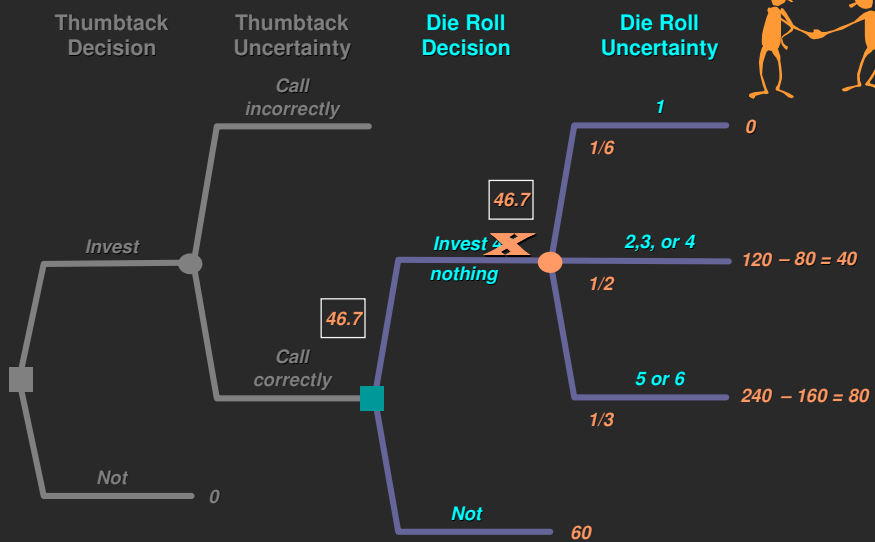 Thumbtack
Decision
Thumbtack
Uncertainty
Die Roll
Decision
Die Roll
Uncertainty
Call
incorrectly
1
0
1/6
46.7
Invest
Invest 4
nothing
2,3, or 4
120 – 80 = 40
1/2
46.7
Call
correctly
5 or 6
240 – 160 = 80
1/3
Not
0
Not
60